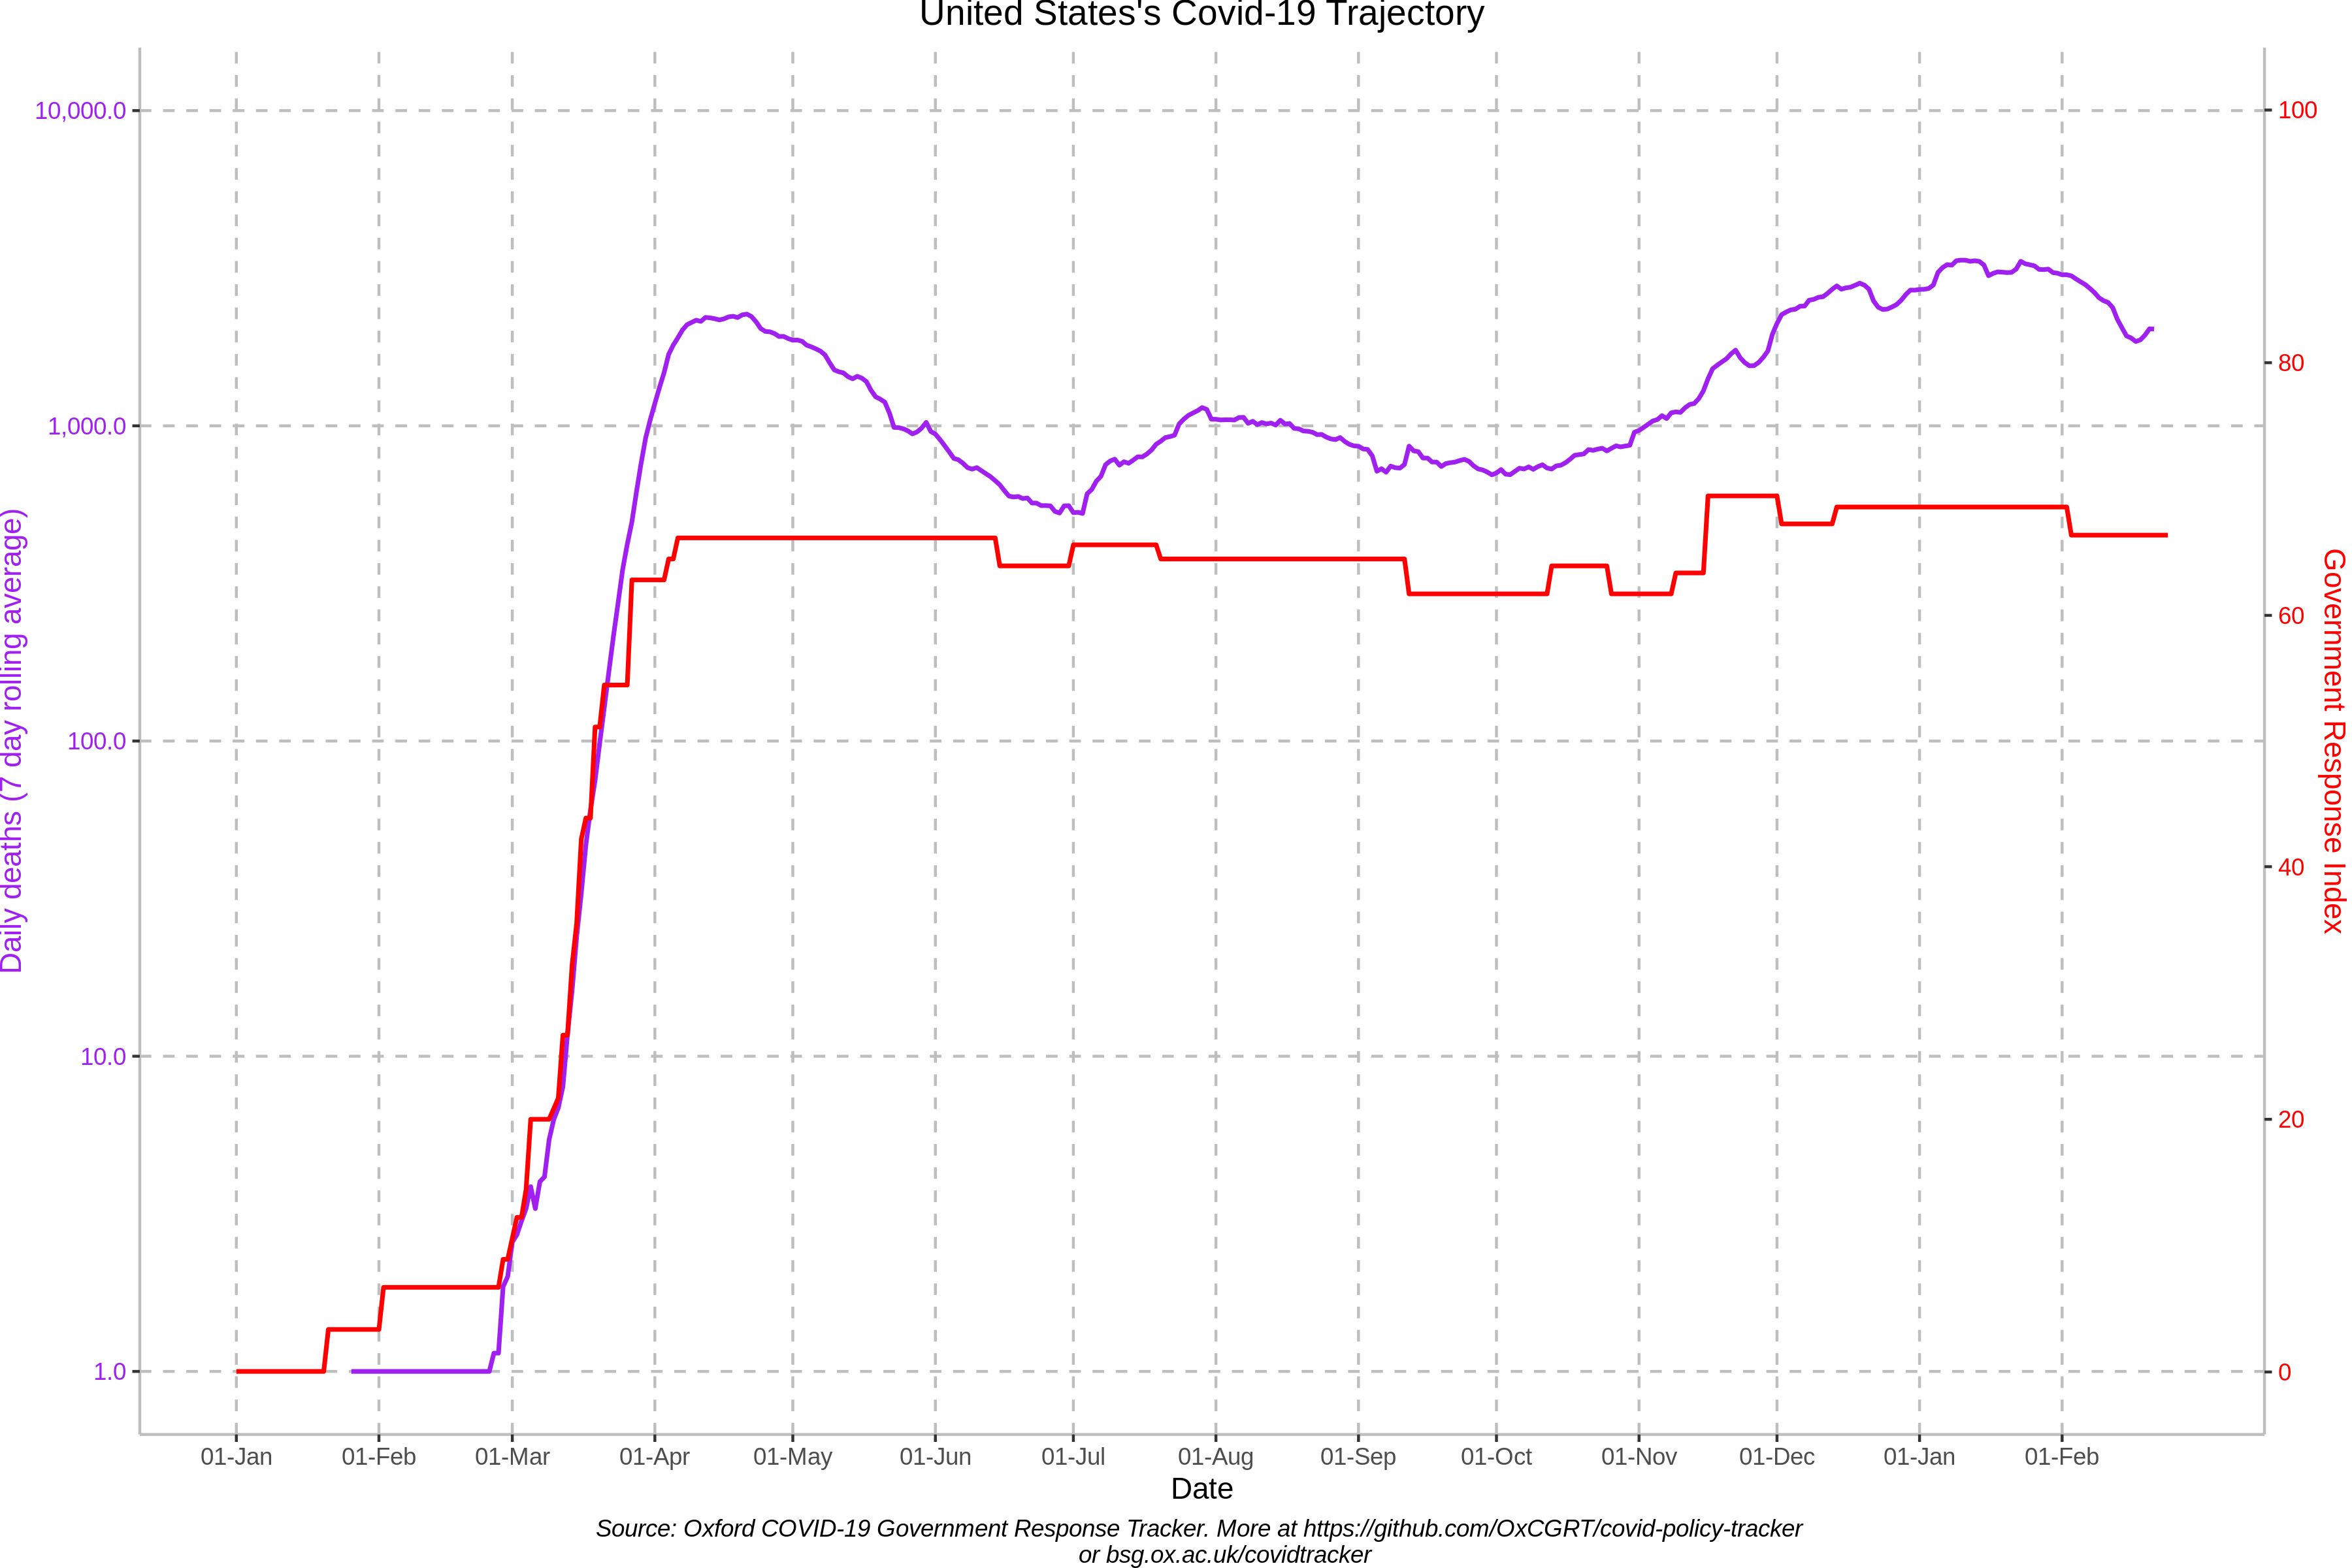 United States's Covid-19 Trajectory
10,000.0
1,000.0
100.0
10.0
1.0
Daily deaths (7 day rolling average)
100
80
60
40
20
0
Government Response Index
01-Jan 01-Feb 01-Mar 01-Apr 01-May 01-Jun 01-Jul 01-Aug 01-Sep 01-Oct 01-Nov 01-Dec 01-Jan 01-Feb
Date
Source: Oxford COVID-19 Government Response Tracker. More at https://github.com/OxCGRT/covid-policy-tracker
or bsg.ox.ac.uk/covidtracker